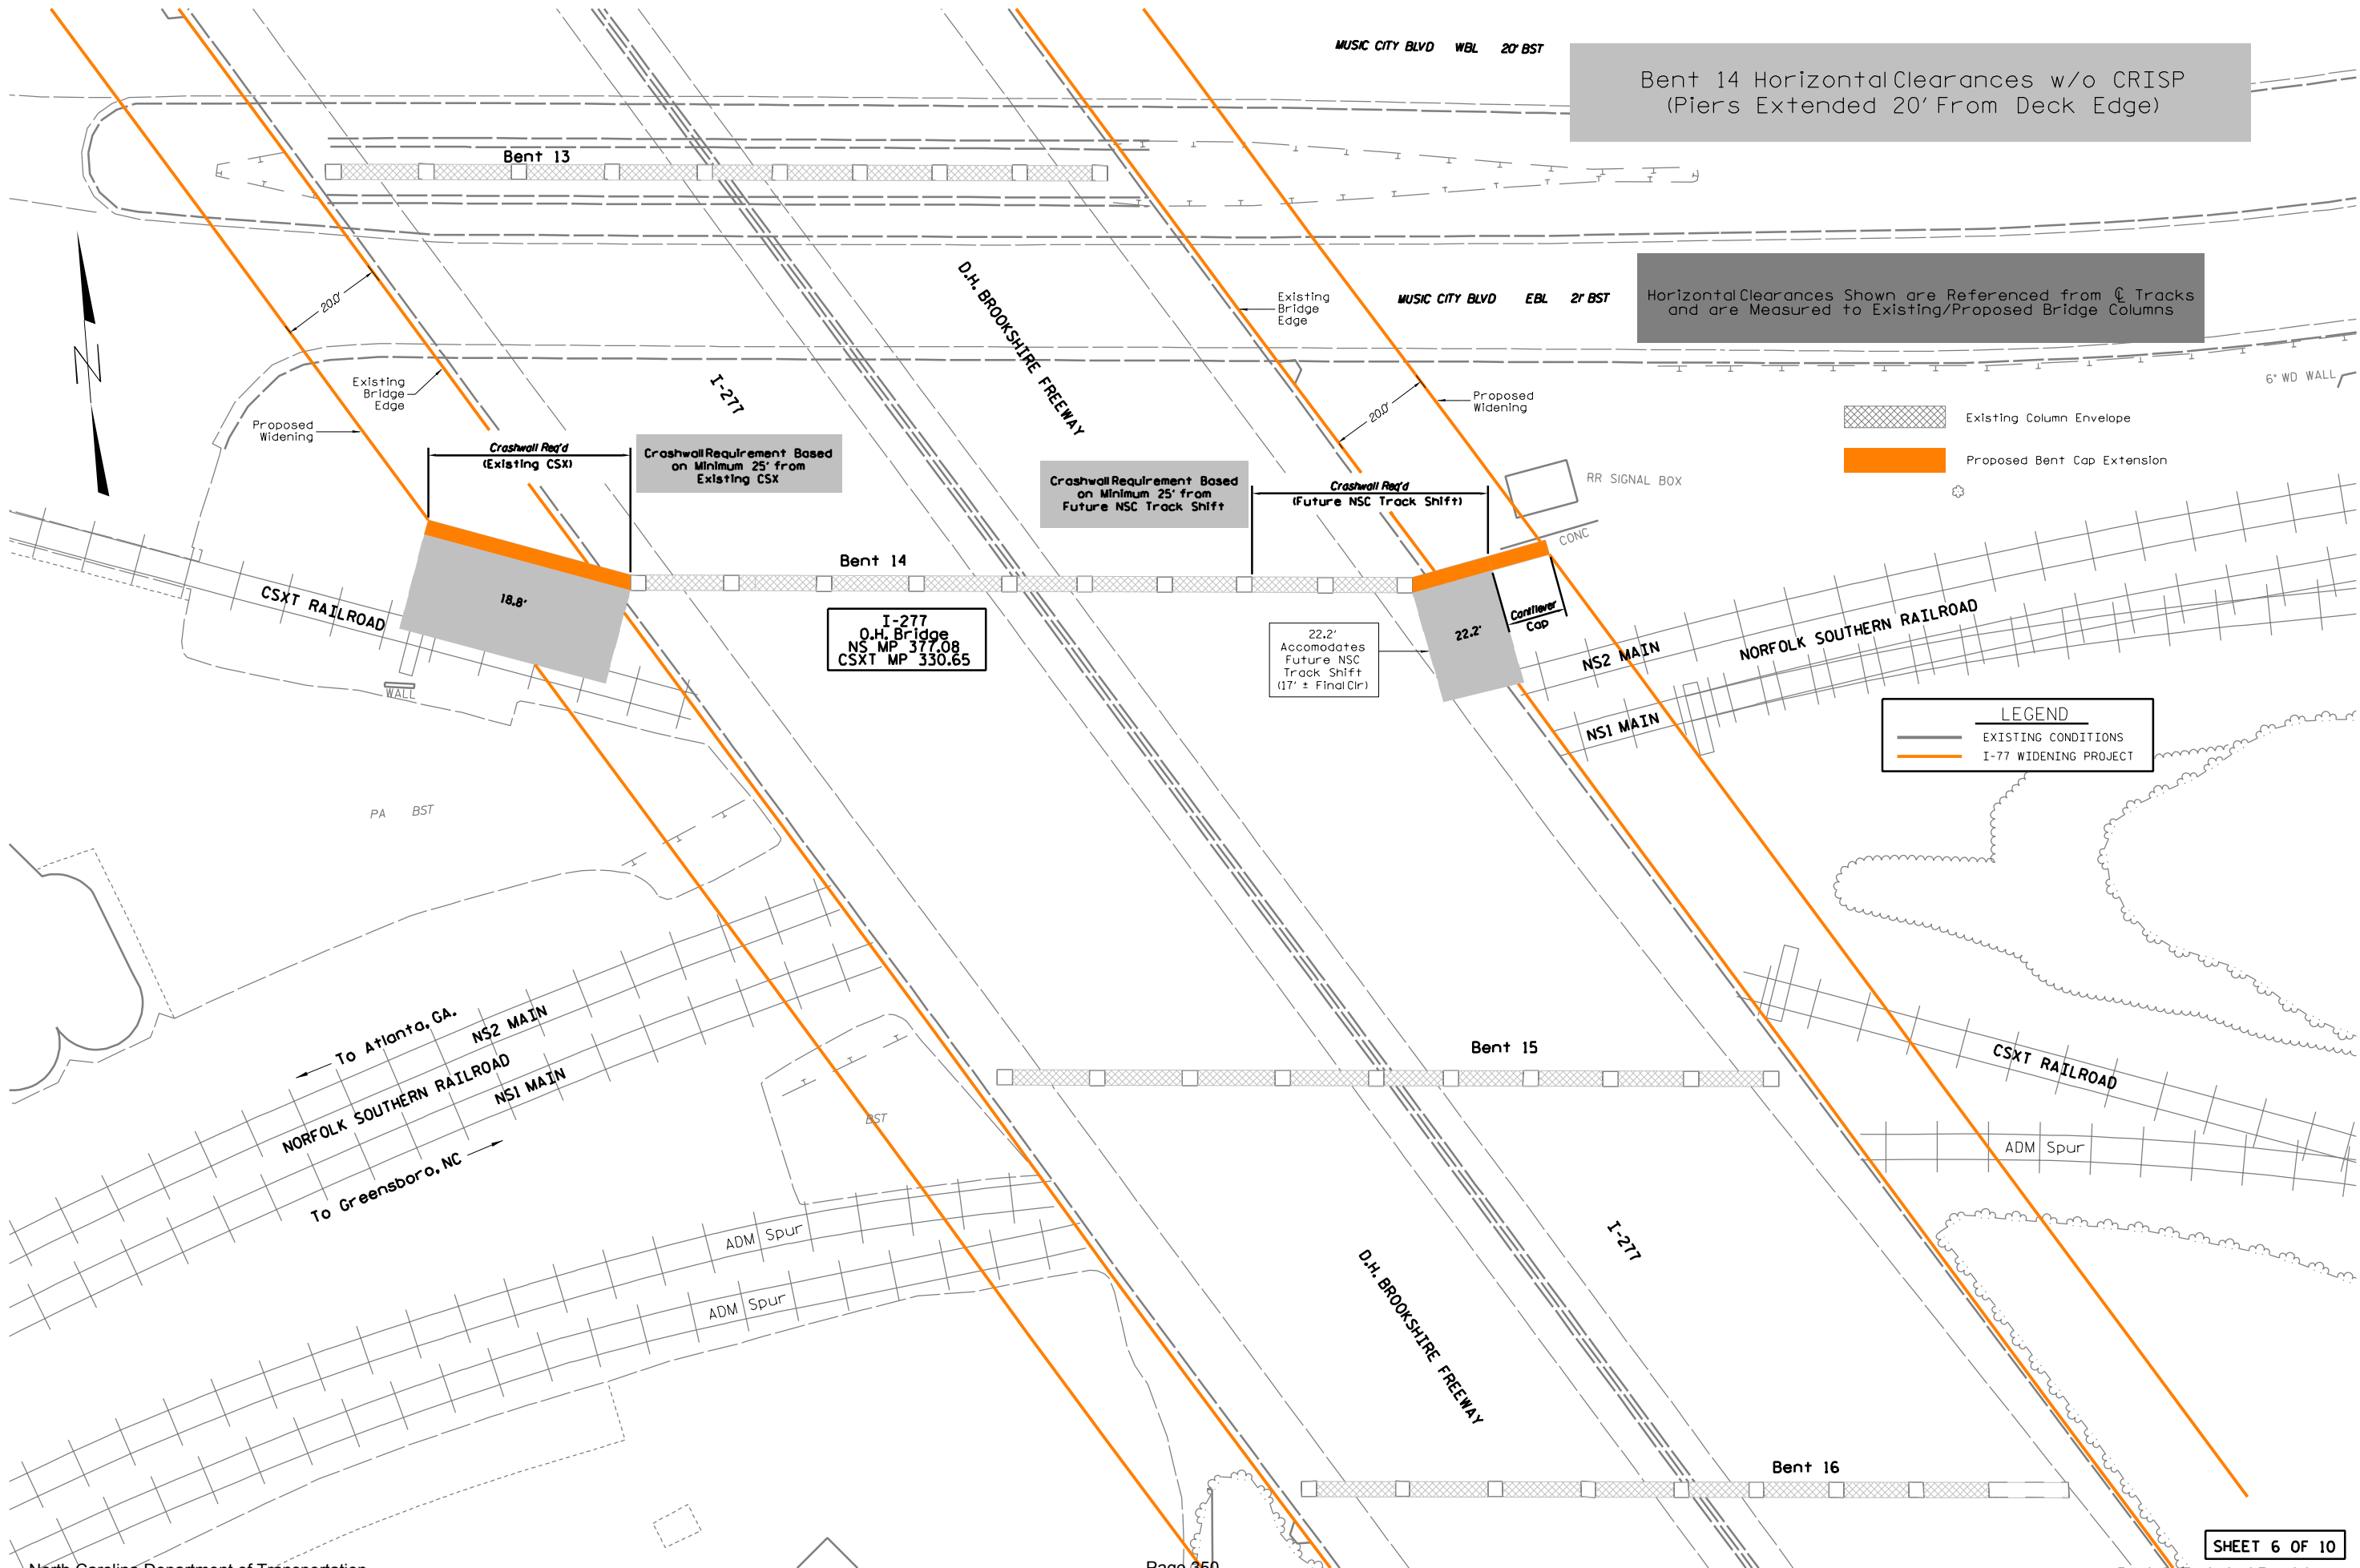 MUSIC CITY BLVD WBL 20' BST
Bent 14 Horizontal Clearances w/o CRISP
(Piers Extended 20' From Deck Edge)
Bent 13
20.0'
D.H. BROOKSHIRE FREEWAY
Existing
Bridge
Edge
MUSIC CITY BLVD EBL 21' BST
Horizontal Clearances Shown are Referenced from ℄ Tracks
and are Measured to Existing/Proposed Bridge Columns
N
Existing
Bridge
Edge
I-277
20.0'
Proposed
Widening
6" WD WALL
Existing Column Envelope
Proposed Bent Cap Extension
Proposed
Widening
Crashwall Req'd
(Existing CSX)
Crashwall Requirement Based
on Minimum 25' from
Existing CSX
Crashwall Requirement Based
on Minimum 25' from
Future NSC Track Shift
Crashwall Req'd
(Future NSC Track Shift)
RR SIGNAL BOX
CONC
Bent 14
CSXT RAILROAD
18.8'
I-277
O.H. Bridge
NS MP 377.08
CSXT MP 330.65
22.2'
Accomodates
Future NSC
Track Shift
(17' ± Final Clr)
22.2'
Cantilever
Cap
NS2 MAIN
NORFOLK SOUTHERN RAILROAD
NS1 MAIN
WALL
LEGEND
EXISTING CONDITIONS
I-77 WIDENING PROJECT
PA BST
To Atlanta, GA.
NS2 MAIN
NORFOLK SOUTHERN RAILROAD
NS1 MAIN
To Greensboro, NC
BST
Bent 15
CSXT RAILROAD
ADM Spur
ADM Spur
ADM Spur
I-277
D.H. BROOKSHIRE FREEWAY
Bent 16
SHEET 6 OF 10
North Carolina Department of Transportation
Page 350